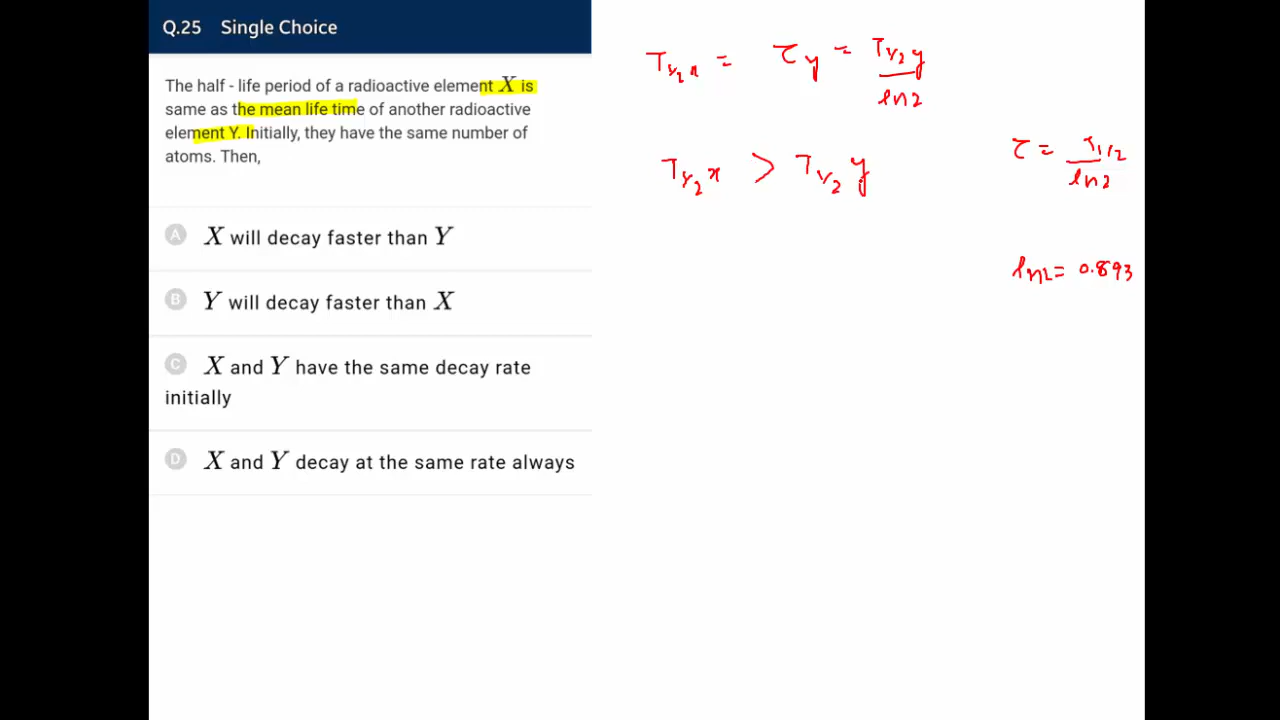 Q.25 Single Choice
The half - life period of a radioactive element X is
same as the mean life time of another radioactive
element Y. Initially, they have the same number of
atoms. Then,
A X will decay faster than Y
B Y will decay faster than X
C X and Y have the same decay rate
initially
D X and Y decay at the same rate always
T½x = τy = T½y / ln2
T½x > T½y
τ = T1/2 / ln2
ln2 = 0.893